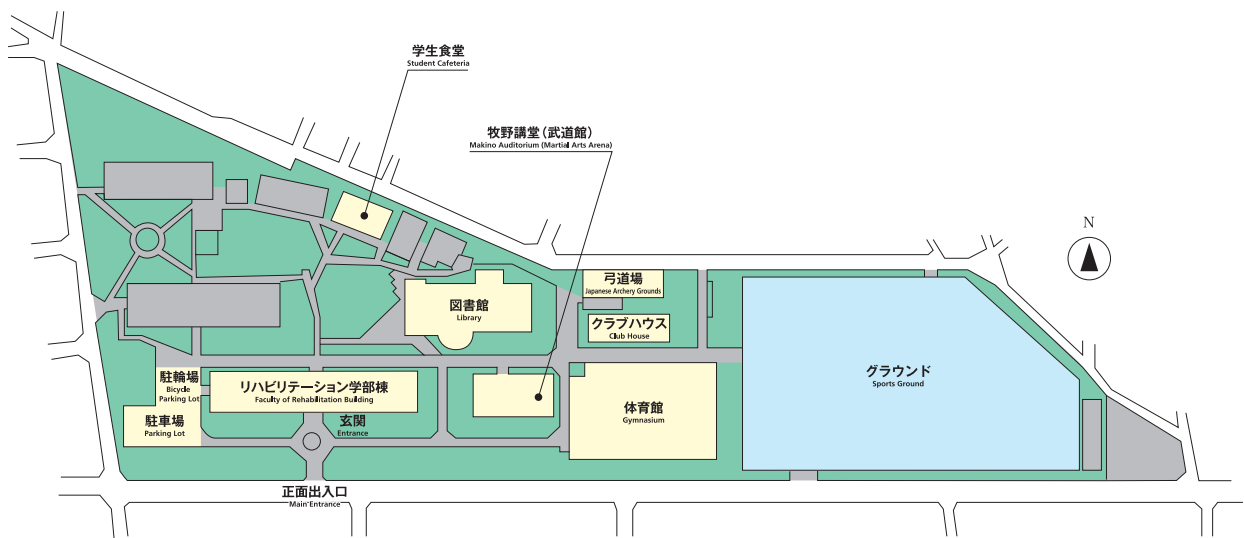 学生食堂
Student Cafeteria
牧野講堂（武道館）
Makino Auditorium (Martial Arts Arena)
N
弓道場
Japanese Archery Grounds
図書館
Library
クラブハウス
Club House
グラウンド
Sports Ground
駐輪場
Bicycle
Parking Lot
リハビリテーション学部棟
Faculty of Rehabilitation Building
体育館
Gymnasium
駐車場
Parking Lot
玄関
Entrance
正面出入口
Main Entrance